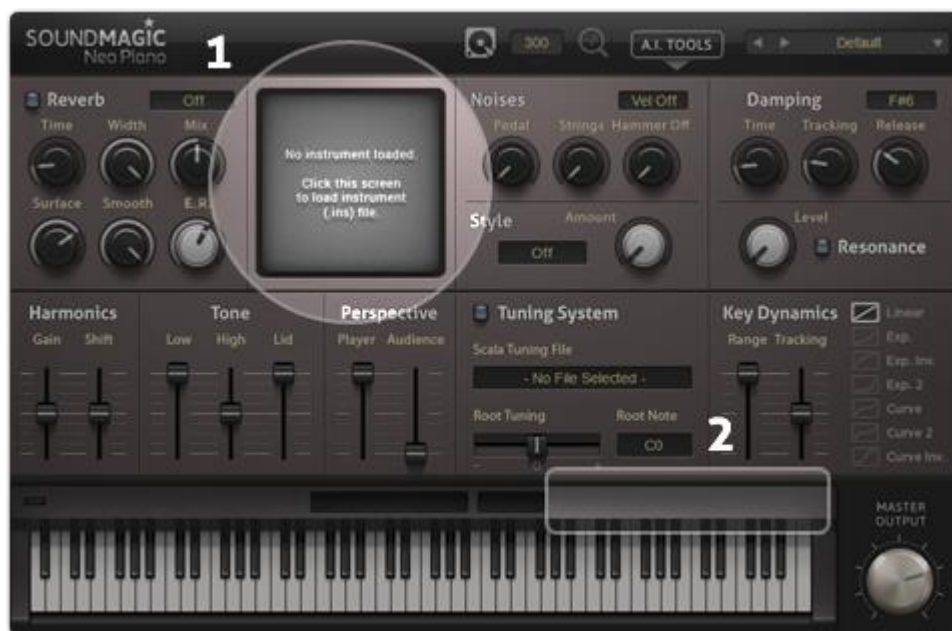 SOUNDMAGIC
Neo Piano
1
300
A.I. TOOLS
Default
Reverb
Off
Time Width Mix
Surface Smooth E.R.
No instrument loaded.
Click this screen
to load instrument
(.ins) file.
Noises
Vel Off
Pedal Strings Hammer Off
Style
Amount
Off
Damping
F#6
Time Tracking Release
Level
Resonance
Harmonics
Gain Shift
Tone
Low High Lid
Perspective
Player Audience
Tuning System
Scala Tuning File
- No File Selected -
Root Tuning
Root Note
C0
2
Key Dynamics
Range Tracking
Linear
Exp.
Exp. Inv.
Exp. 2
Curve
Curve 2
Curve Inv.
MASTER
OUTPUT